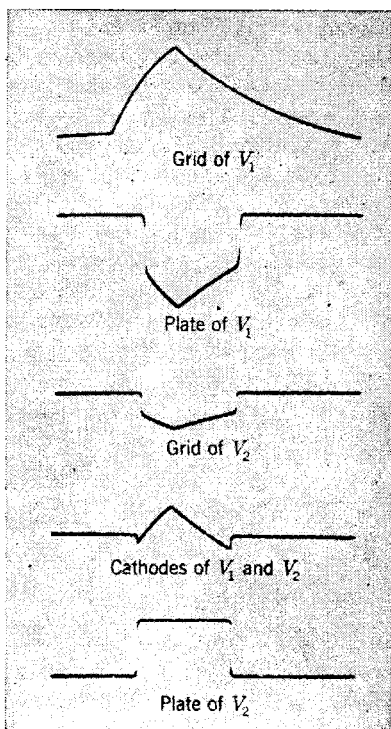 Grid of V₁
Plate of V₁
Grid of V₂
Cathodes of V₁ and V₂
Plate of V₂